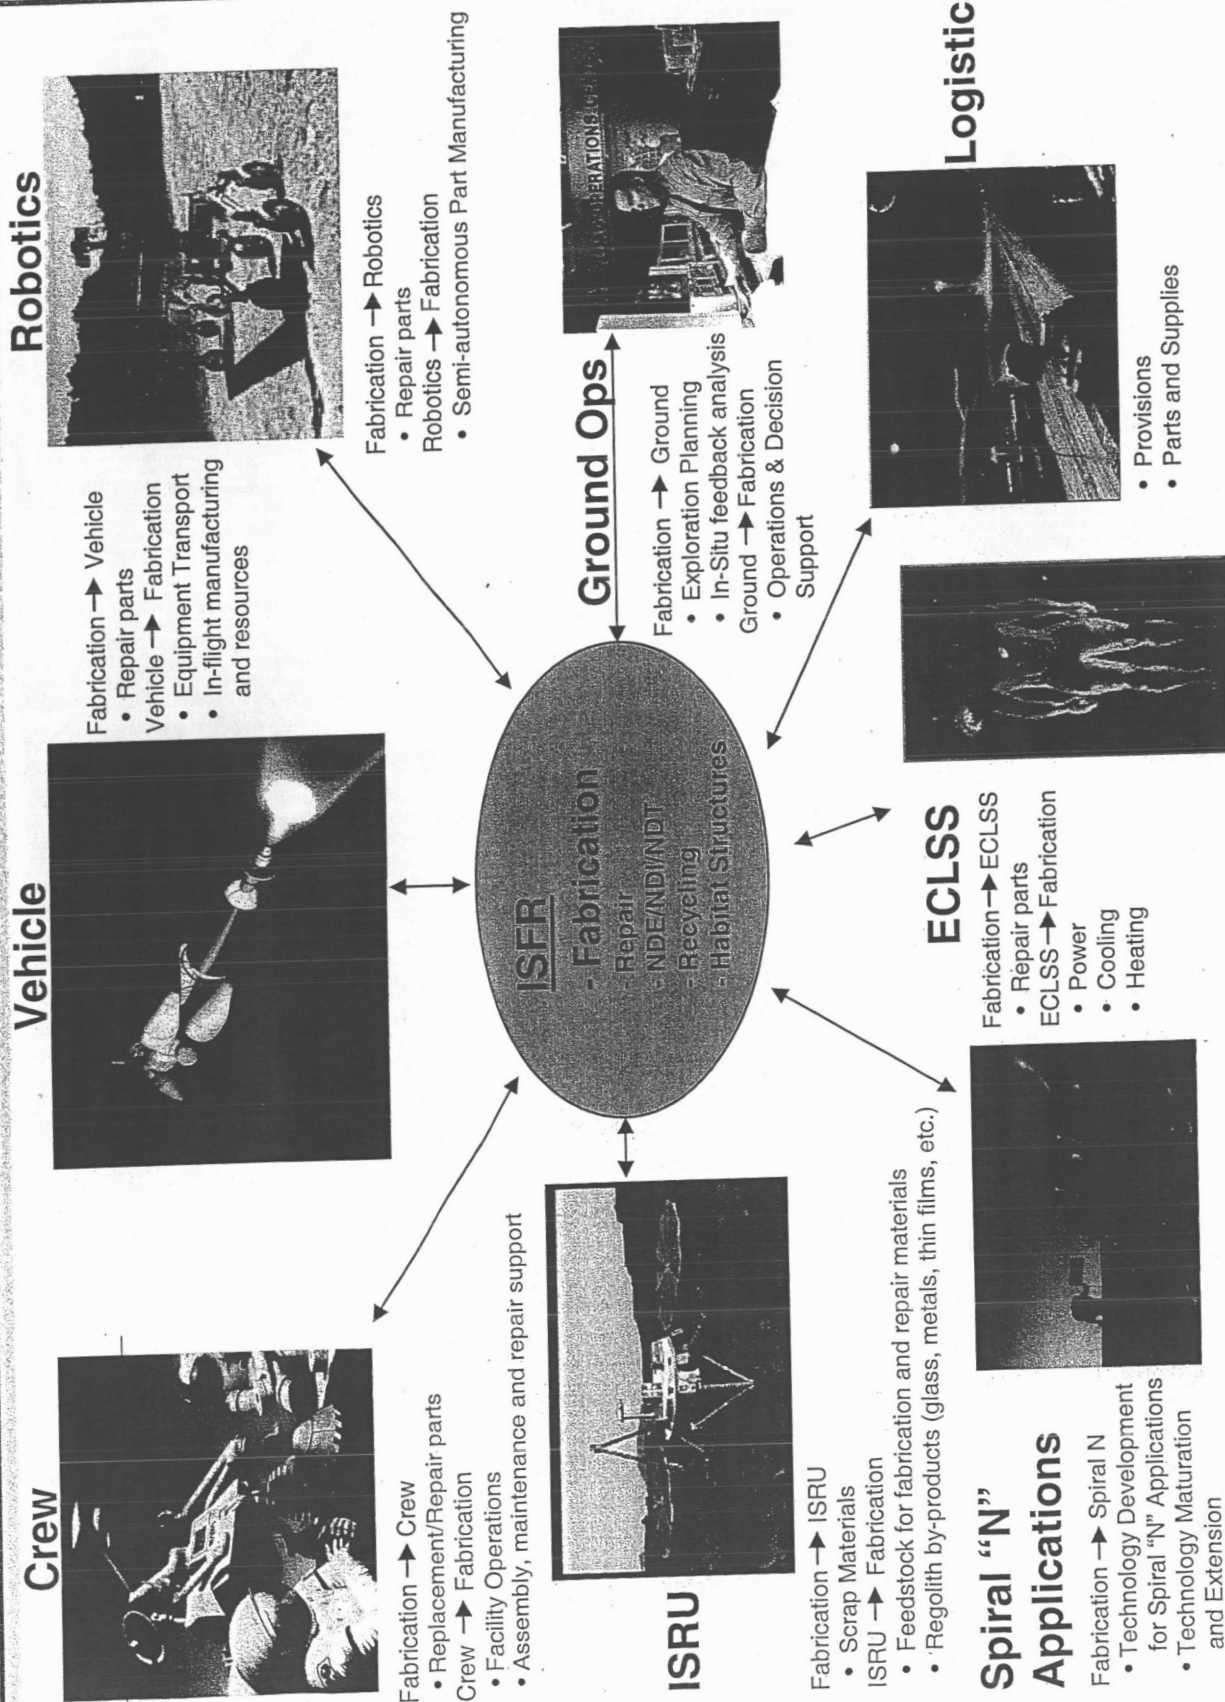 Crew
Fabrication → Crew
• Replacement/Repair parts
Crew → Fabrication
• Facility Operations
• Assembly, maintenance and repair support
Vehicle
Fabrication → Vehicle
• Repair parts
Vehicle → Fabrication
• Equipment Transport
• In-flight manufacturing
and resources
Robotics
Fabrication → Robotics
• Repair parts
Robotics → Fabrication
• Semi-autonomous Part Manufacturing
ISRU
Fabrication → ISRU
• Scrap Materials
ISRU → Fabrication
• Feedstock for fabrication and repair materials
• Regolith by-products (glass, metals, thin films, etc.)
ISFR
- Fabrication
- Repair
- NDE/NDI/NDT
- Recycling
- Habitat Structures
Ground Ops
OPERATIONS
Fabrication → Ground
• Exploration Planning
• In-Situ feedback analysis
Ground → Fabrication
• Operations & Decision
Support
Spiral “N”
Applications
Fabrication → Spiral N
• Technology Development
for Spiral “N” Applications
• Technology Maturation
and Extension
ECLSS
Fabrication → ECLSS
• Repair parts
ECLSS → Fabrication
• Power
• Cooling
• Heating
Logistic
• Provisions
• Parts and Supplies